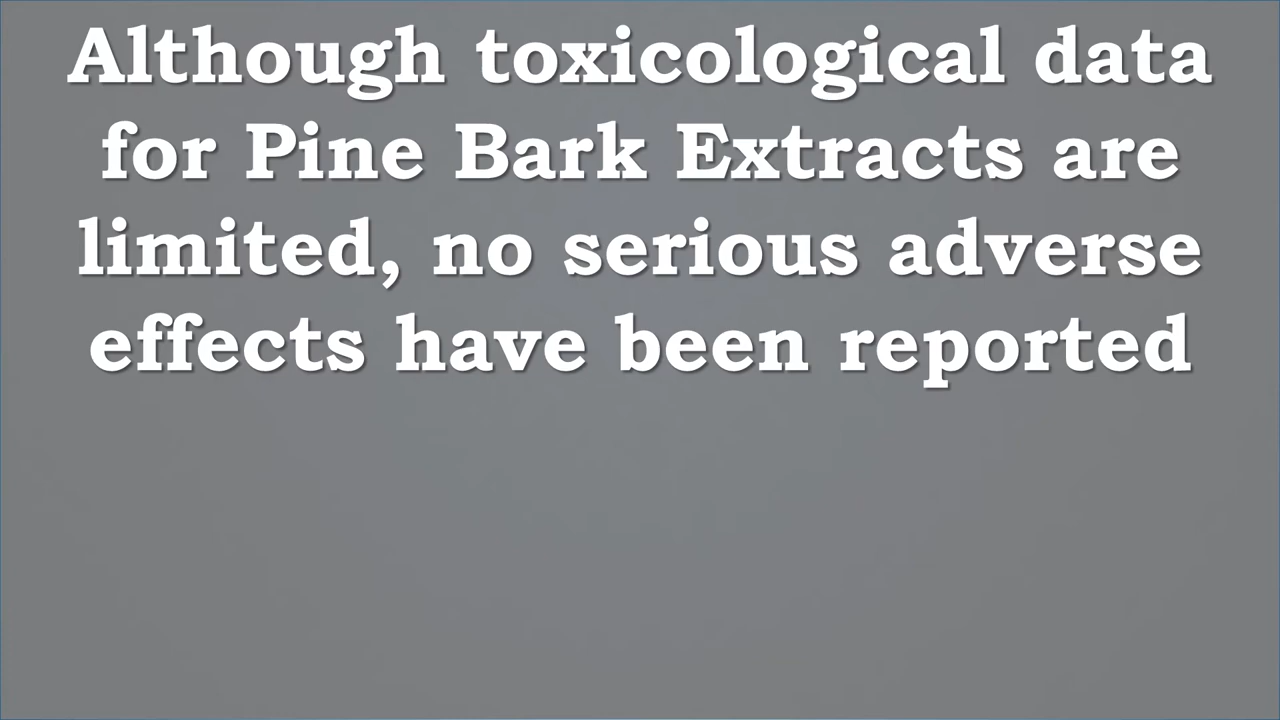 Although toxicological data
for Pine Bark Extracts are
limited, no serious adverse
effects have been reported